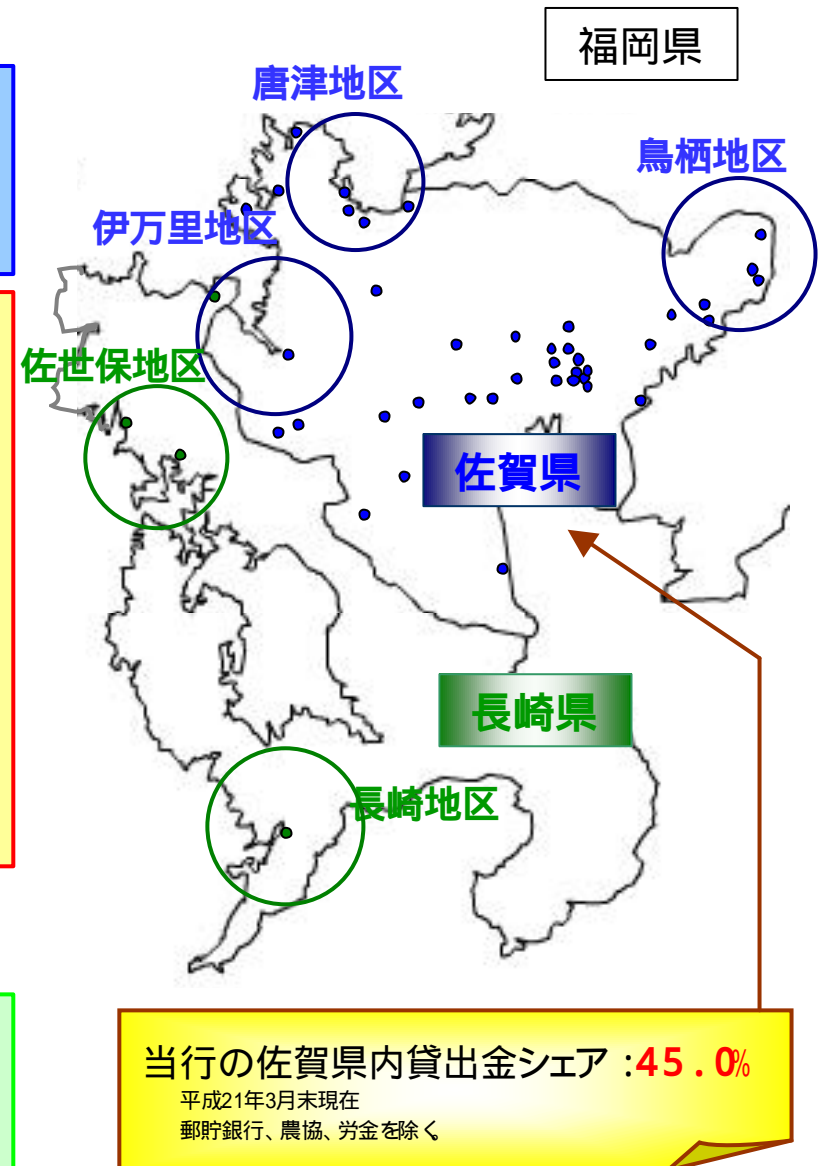 福岡県
唐津地区
鳥栖地区
伊万里地区
佐世保地区
佐賀県
長崎県
長崎地区
当行の佐賀県内貸出金シェア :45.0%
平成21年3月末現在
郵貯銀行、農協、労金を除く